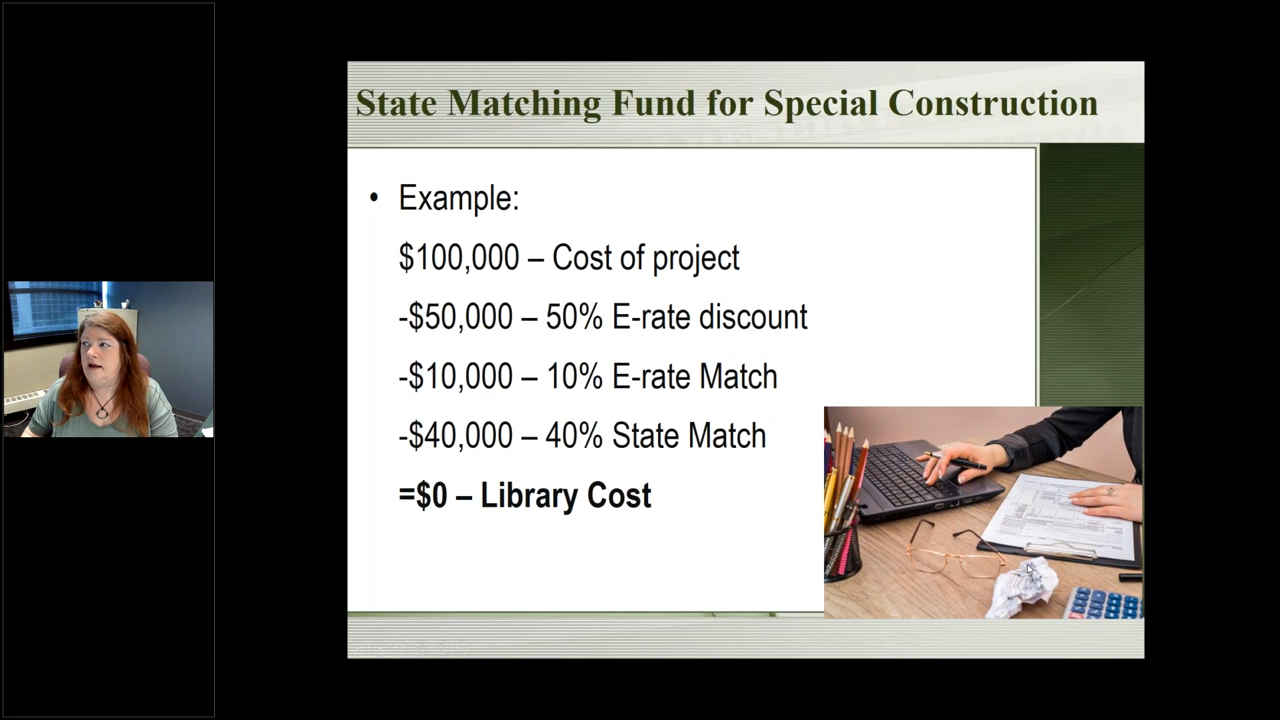 State Matching Fund for Special Construction
• Example:
$100,000 – Cost of project
-$50,000 – 50% E-rate discount
-$10,000 – 10% E-rate Match
-$40,000 – 40% State Match
=$0 – Library Cost